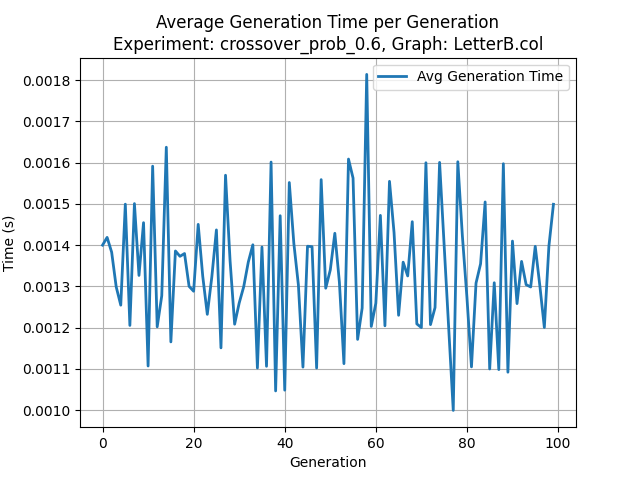 Average Generation Time per Generation
Experiment: crossover_prob_0.6, Graph: LetterB.col
Avg Generation Time
0.0018
0.0017
0.0016
0.0015
0.0014
0.0013
0.0012
0.0011
0.0010
Time (s)
0 20 40 60 80 100
Generation